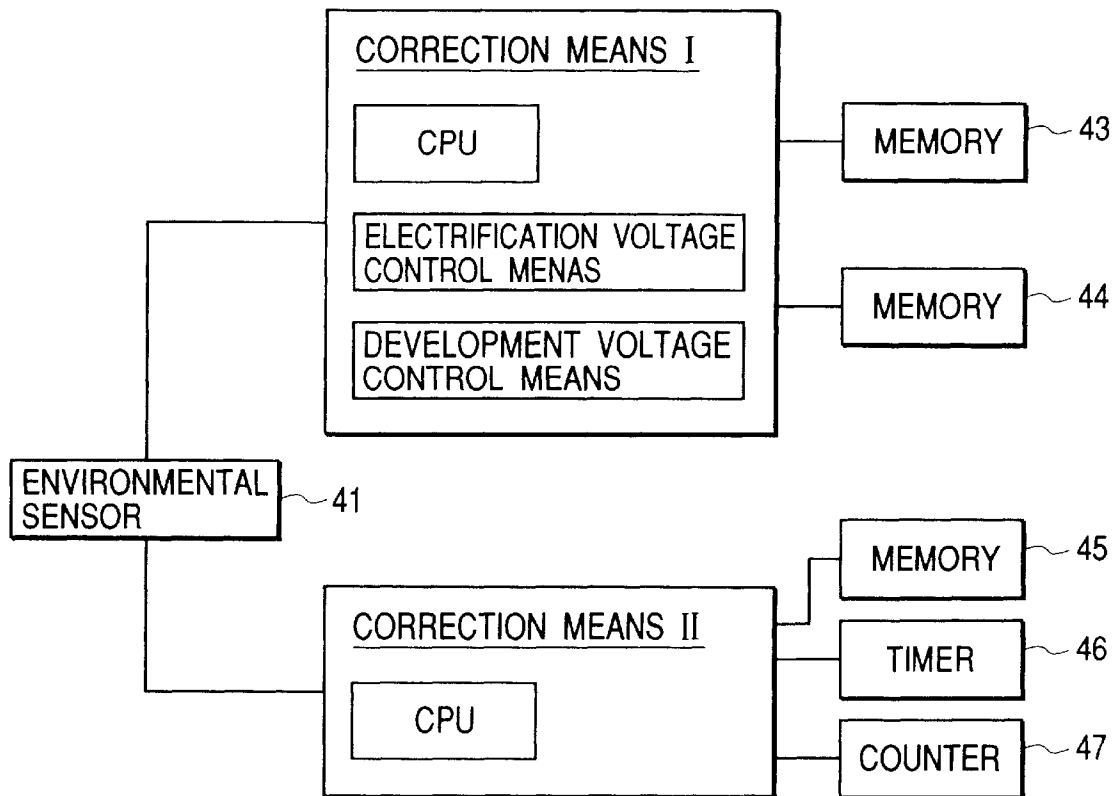 CORRECTION MEANS I
CPU
ELECTRIFICATION VOLTAGE
CONTROL MENAS
DEVELOPMENT VOLTAGE
CONTROL MEANS
MEMORY 43
MEMORY 44
ENVIRONMENTAL
SENSOR
41
CORRECTION MEANS II
CPU
MEMORY 45
TIMER 46
COUNTER 47